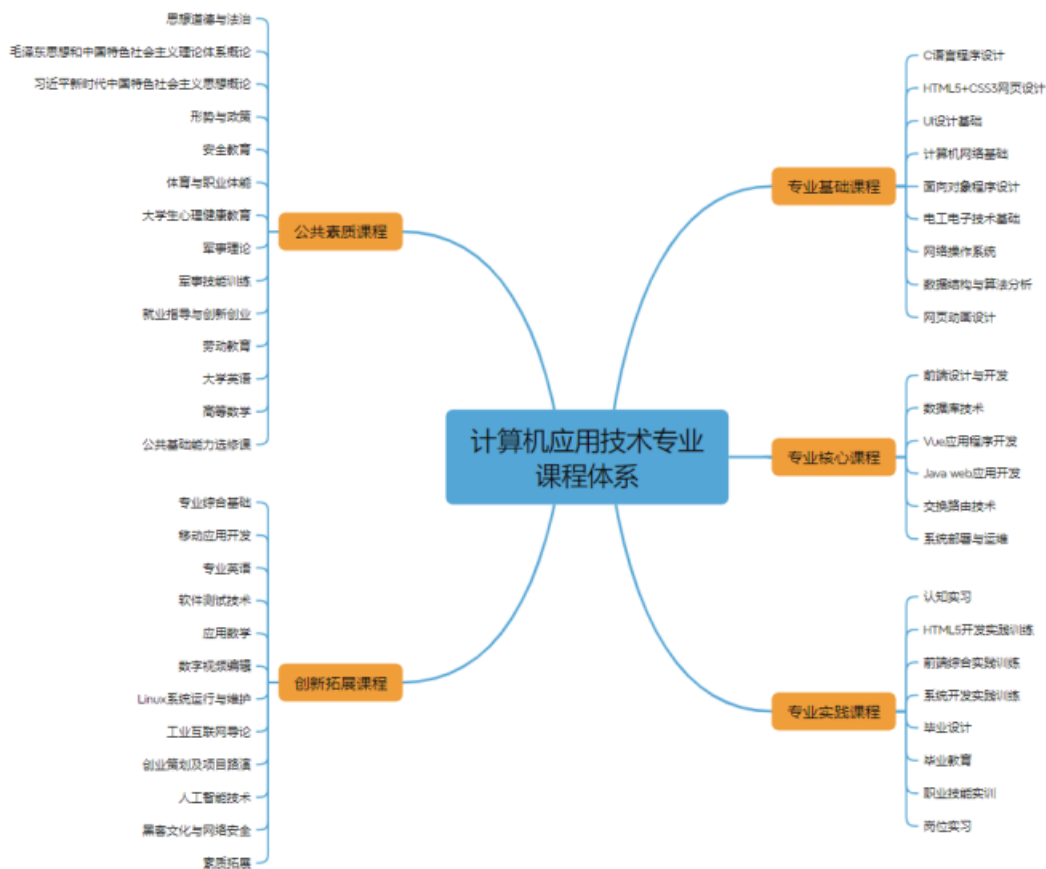 计算机应用技术专业
课程体系
公共素质课程
思想道德与法治
毛泽东思想和中国特色社会主义理论体系概论
习近平新时代中国特色社会主义思想概论
形势与政策
安全教育
体育与职业体能
大学生心理健康教育
军事理论
军事技能训练
就业指导与创新创业
劳动教育
大学英语
高等数学
公共基础能力选修课
创新拓展课程
专业综合基础
移动应用开发
专业英语
软件测试技术
应用数学
数字视频编辑
Linux系统运行与维护
工业互联网导论
创业策划及项目路演
人工智能技术
黑客文化与网络安全
素质拓展
专业基础课程
C语言程序设计
HTML5+CSS3网页设计
UI设计基础
计算机网络基础
面向对象程序设计
电工电子技术基础
网络操作系统
数据结构与算法分析
网页动画设计
专业核心课程
前端设计与开发
数据库技术
Vue应用程序开发
Java web应用开发
交换路由技术
系统部署与运维
专业实践课程
认知实习
HTML5开发实践训练
前端综合实践训练
系统开发实践训练
毕业设计
毕业教育
职业技能实训
岗位实习